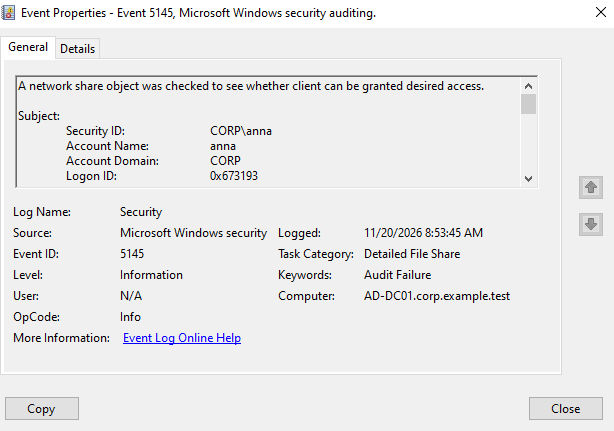 Event Properties - Event 5145, Microsoft Windows security auditing.
General Details
A network share object was checked to see whether client can be granted desired access.
Subject:
Security ID: CORP\anna
Account Name: anna
Account Domain: CORP
Logon ID: 0x673193
Log Name: Security
Source: Microsoft Windows security Logged: 11/20/2026 8:53:45 AM
Event ID: 5145 Task Category: Detailed File Share
Level: Information Keywords: Audit Failure
User: N/A Computer: AD-DC01.corp.example.test
OpCode: Info
More Information: Event Log Online Help
Copy Close